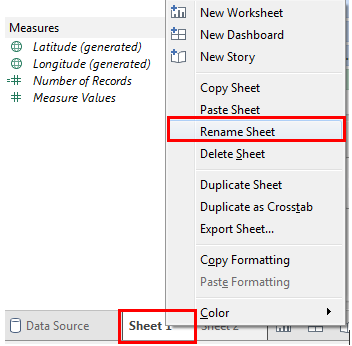 Measures
Latitude (generated)
Longitude (generated)
Number of Records
Measure Values
New Worksheet
New Dashboard
New Story
Copy Sheet
Paste Sheet
Rename Sheet
Delete Sheet
Duplicate Sheet
Duplicate as Crosstab
Export Sheet...
Copy Formatting
Paste Formatting
Color
Data Source
Sheet 1
Sheet 2